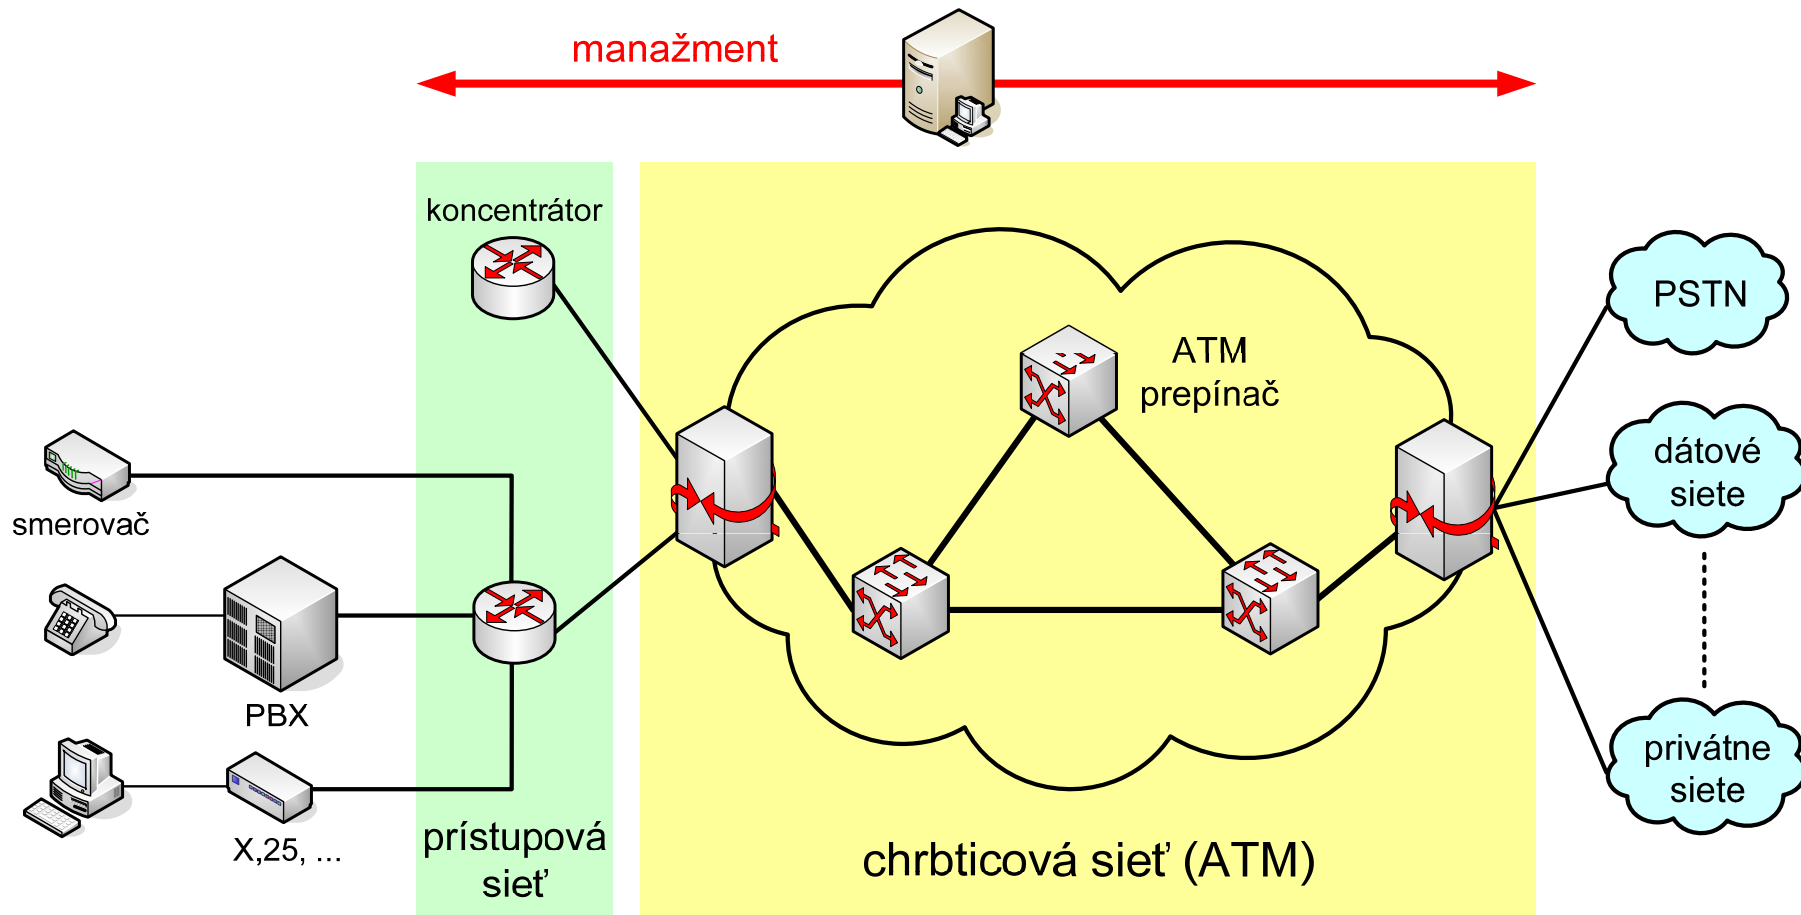 manažment
koncentrátor
PSTN
ATM
prepínač
dátové
siete
smerovač
PBX
privátne
siete
X,25, ...
prístupová
sieť
chrbticová sieť (ATM)